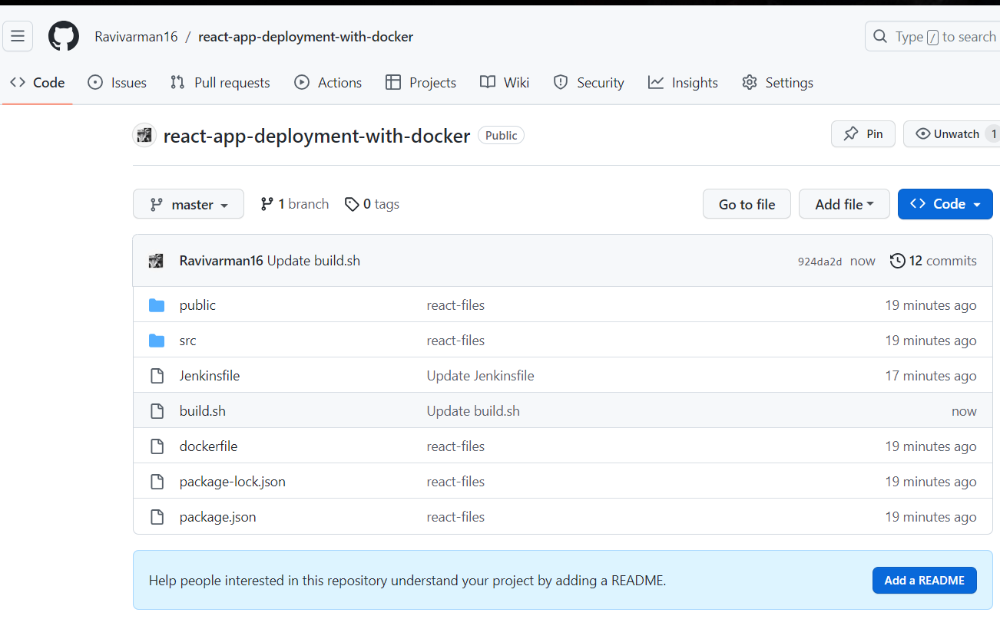 Ravivarman16 / react-app-deployment-with-docker Type / to search
Code Issues Pull requests Actions Projects Wiki Security Insights Settings
react-app-deployment-with-docker Public Pin Unwatch 1
master 1 branch 0 tags Go to file Add file Code
Ravivarman16 Update build.sh 924da2d now 12 commits
public react-files 19 minutes ago
src react-files 19 minutes ago
Jenkinsfile Update Jenkinsfile 17 minutes ago
build.sh Update build.sh now
dockerfile react-files 19 minutes ago
package-lock.json react-files 19 minutes ago
package.json react-files 19 minutes ago
Help people interested in this repository understand your project by adding a README. Add a README